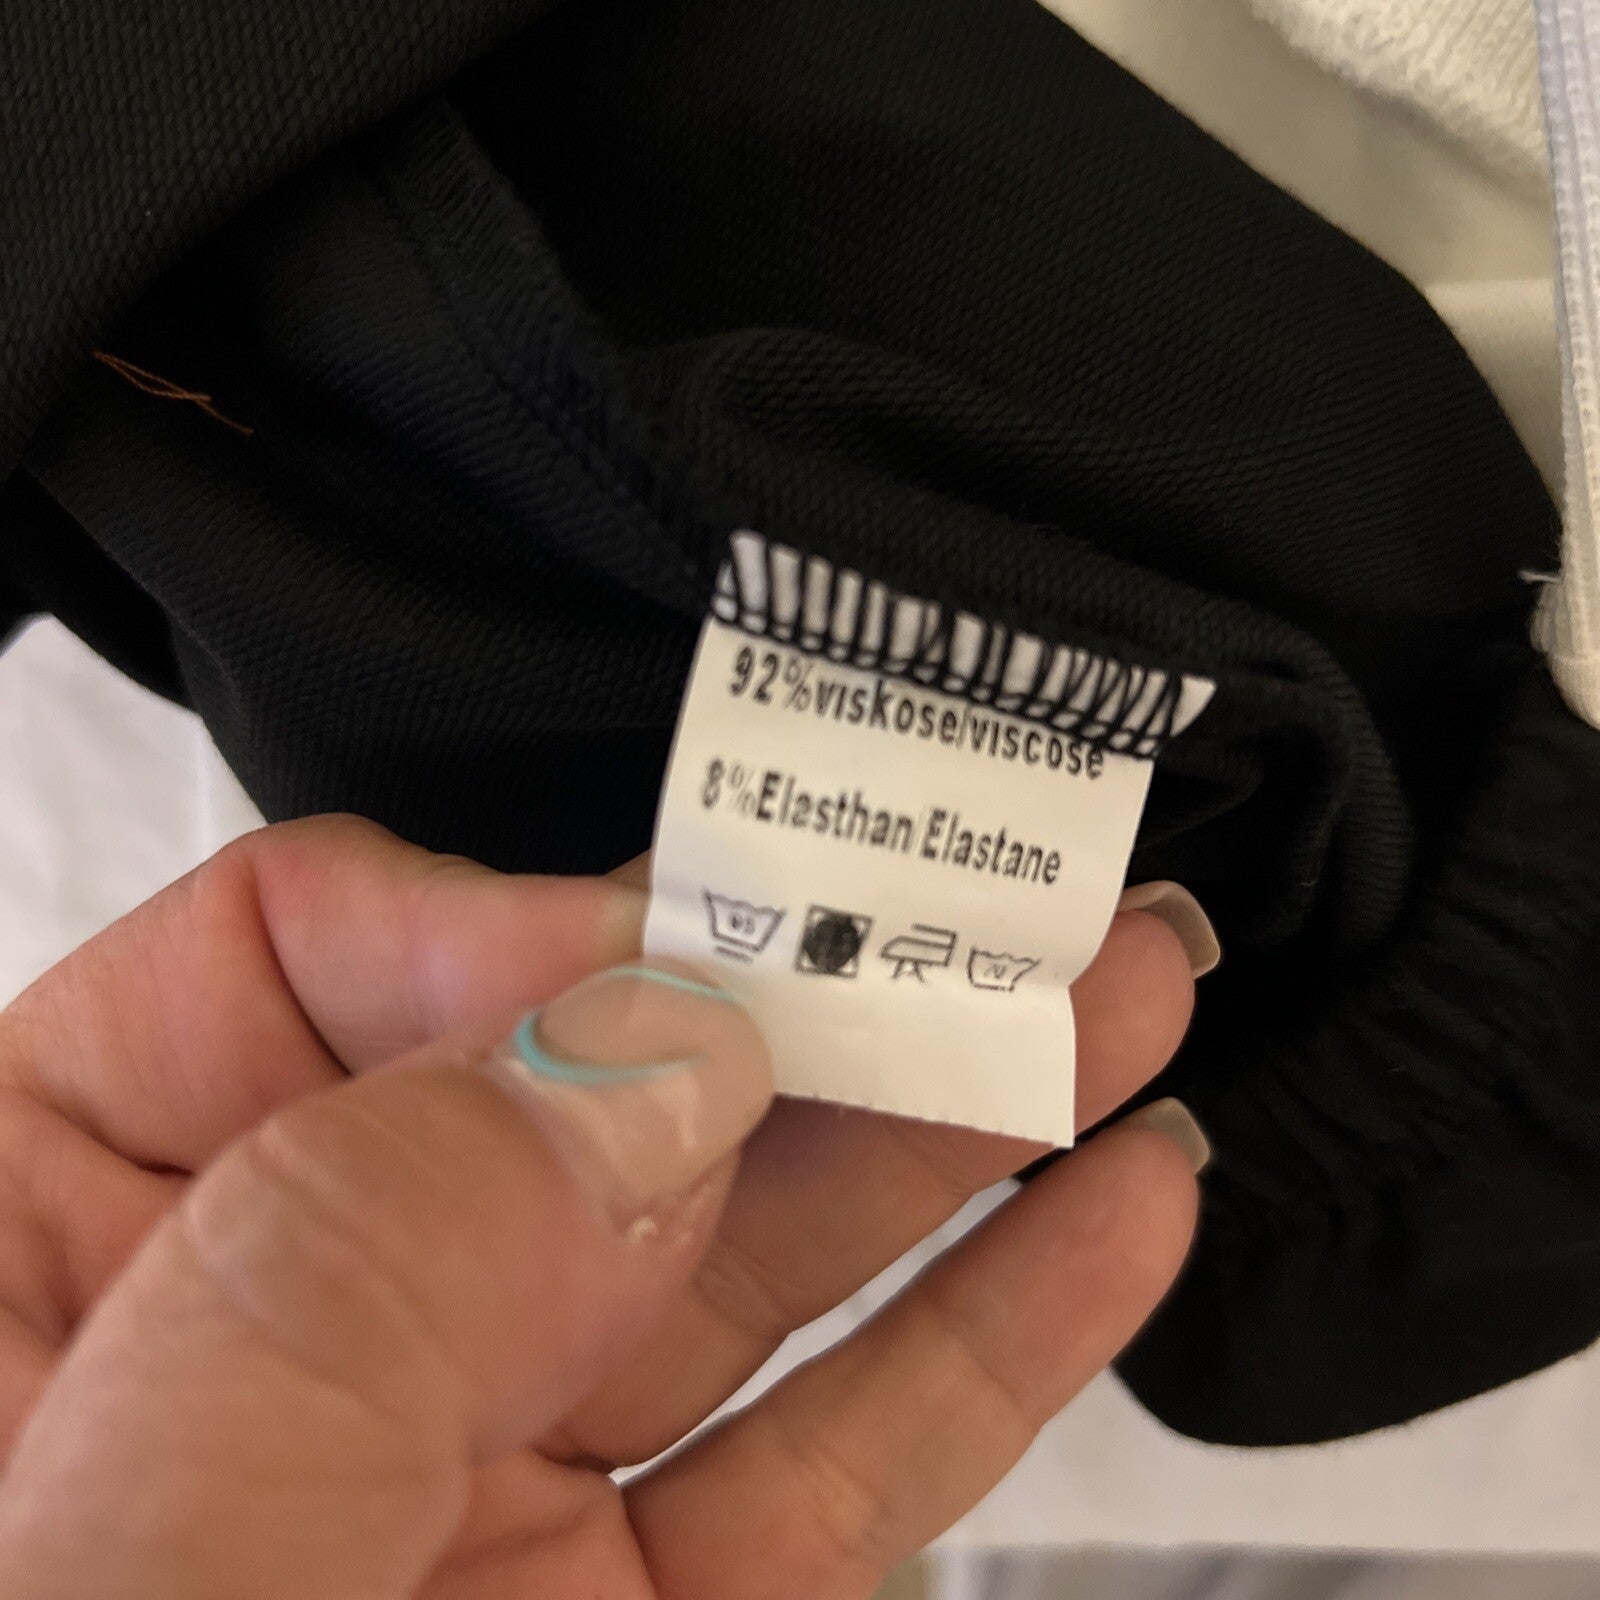 92%viskose/viscose
8%Elasthan/Elastane